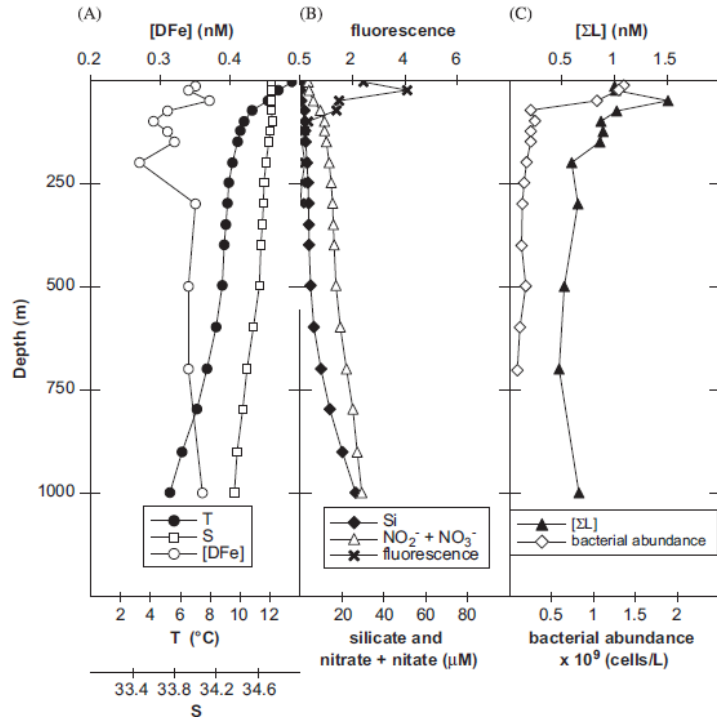 (A) [DFe] (nM)
0.2 0.3 0.4 0.5
(B) fluorescence
2 4 6
(C) [ΣL] (nM)
0.5 1 1.5
Depth (m)
250
500
750
1000
T
S
[DFe]
Si
NO₂⁻ + NO₃⁻
fluorescence
[ΣL]
bacterial abundance
2 4 6 8 10 12
T (°C)
20 40 60 80
silicate and
nitrate + nitate (μM)
0.5 1 1.5 2
bacterial abundance
x 10⁹ (cells/L)
33.4 33.8 34.2 34.6
S